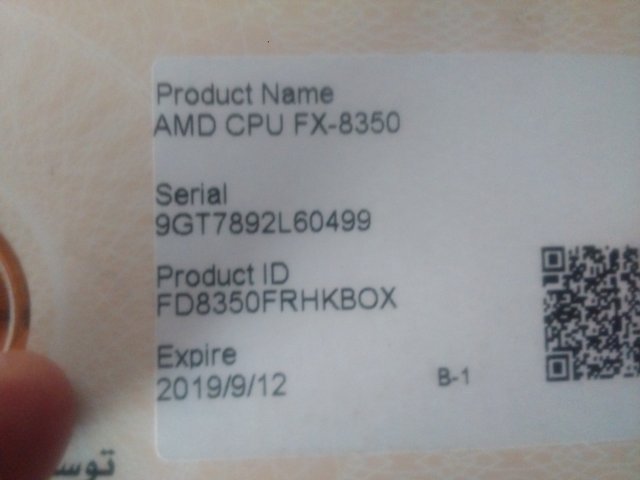 Product Name
AMD CPU FX-8350
Serial
9GT7892L60499
Product ID
FD8350FRHKBOX
Expire
2019/9/12
B-1